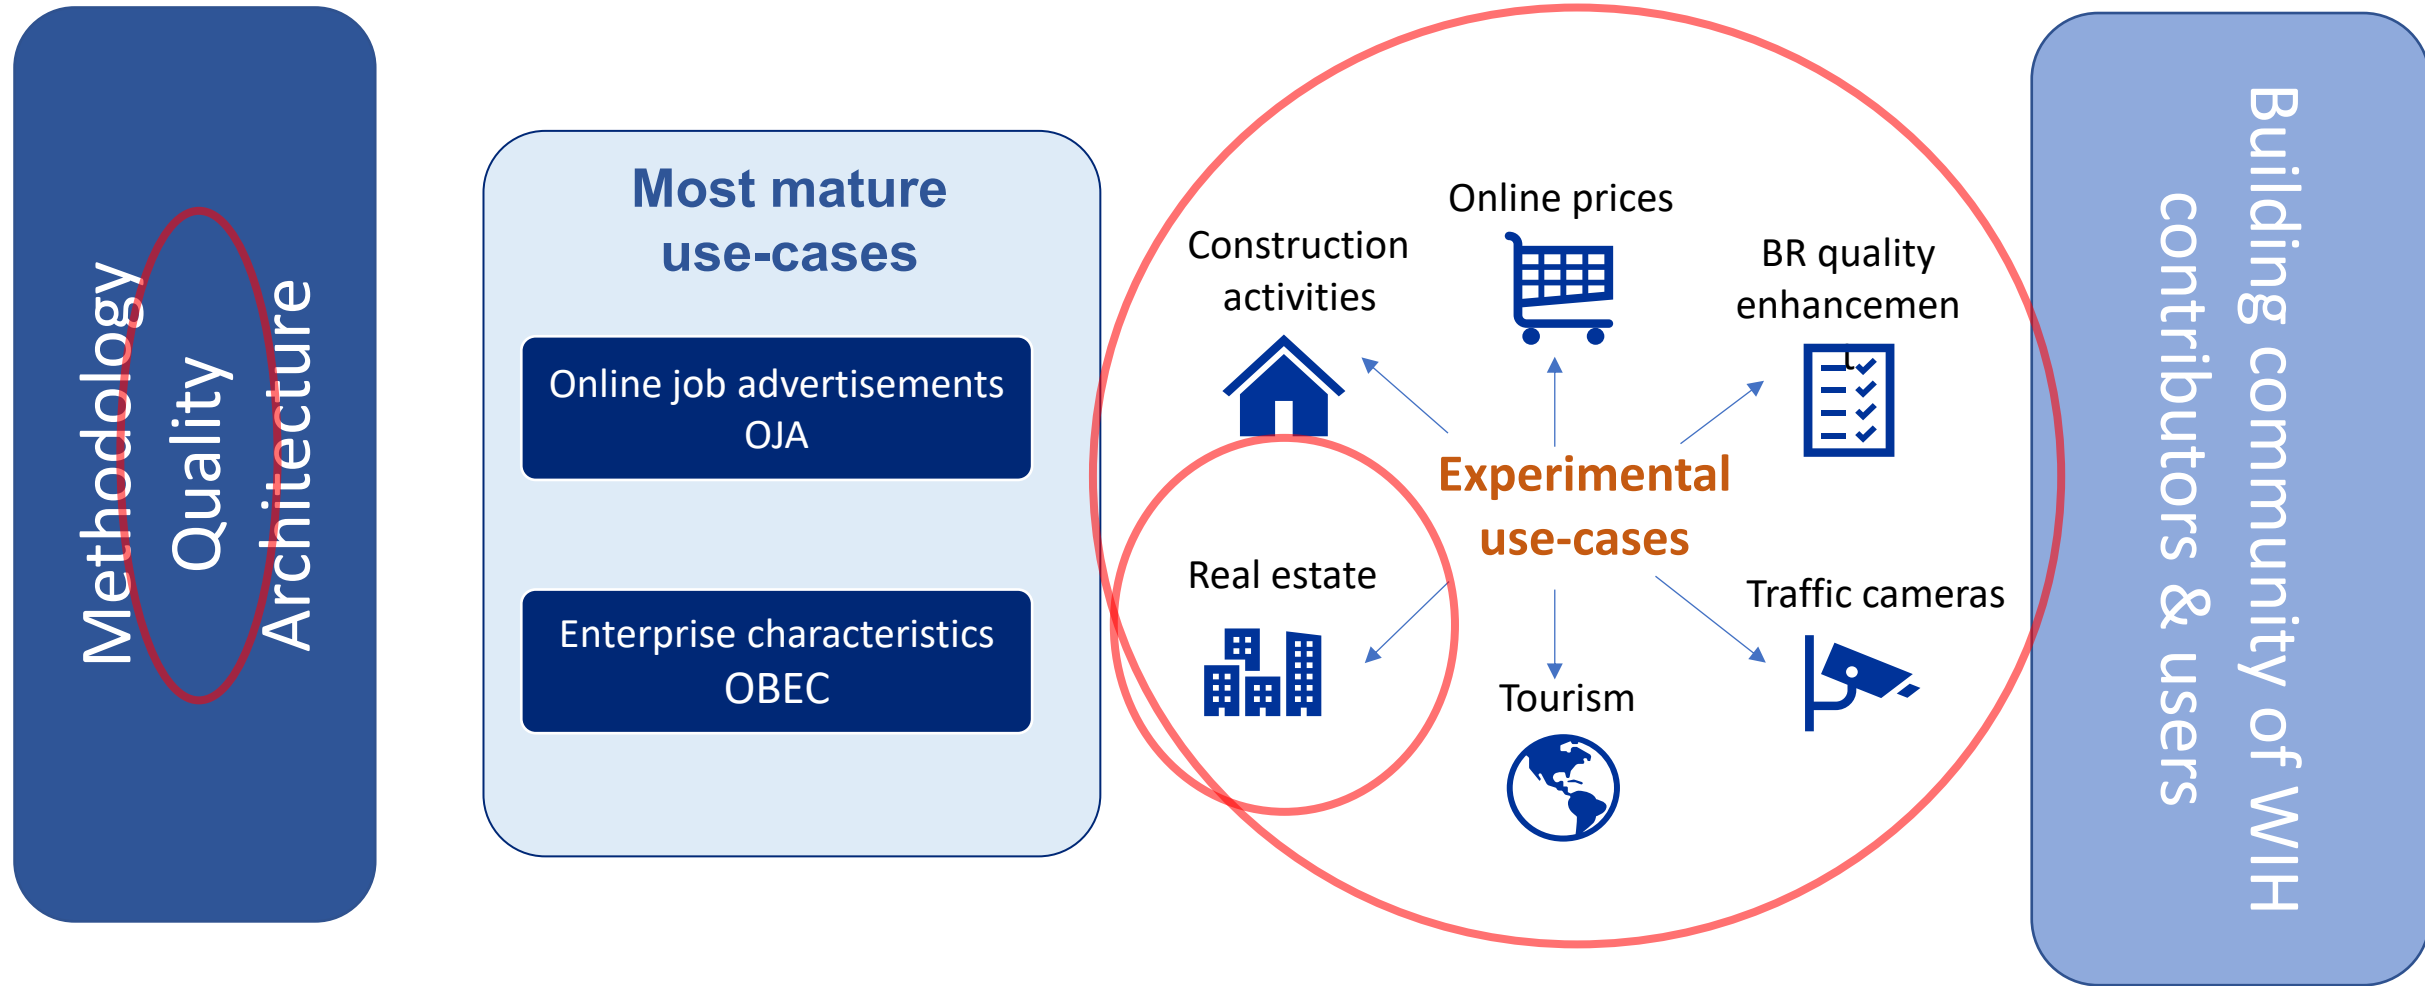 Methodology
Quality
Architecture
Most mature
use-cases
Online job advertisements
OJA
Enterprise characteristics
OBEC
Construction
activities
Online prices
BR quality
enhancemen
t
Experimental
use-cases
Real estate
Traffic cameras
Tourism
Building community of WIH
contributors & users